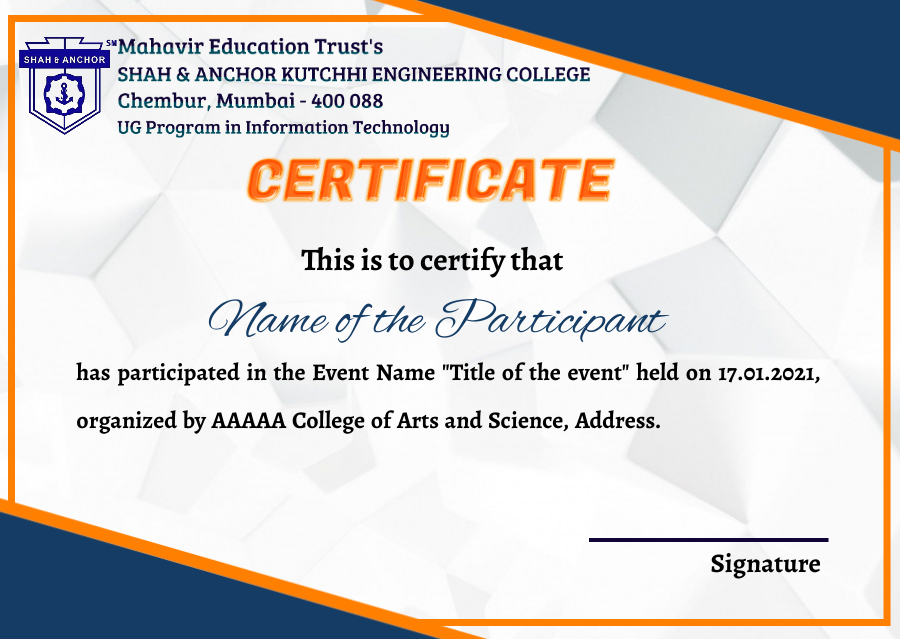 SHAH & ANCHOR
SM
Mahavir Education Trust's
SHAH & ANCHOR KUTCHHI ENGINEERING COLLEGE
Chembur, Mumbai - 400 088
UG Program in Information Technology
CERTIFICATE
This is to certify that
Name of the Participant
has participated in the Event Name "Title of the event" held on 17.01.2021,
organized by AAAAA College of Arts and Science, Address.
Signature